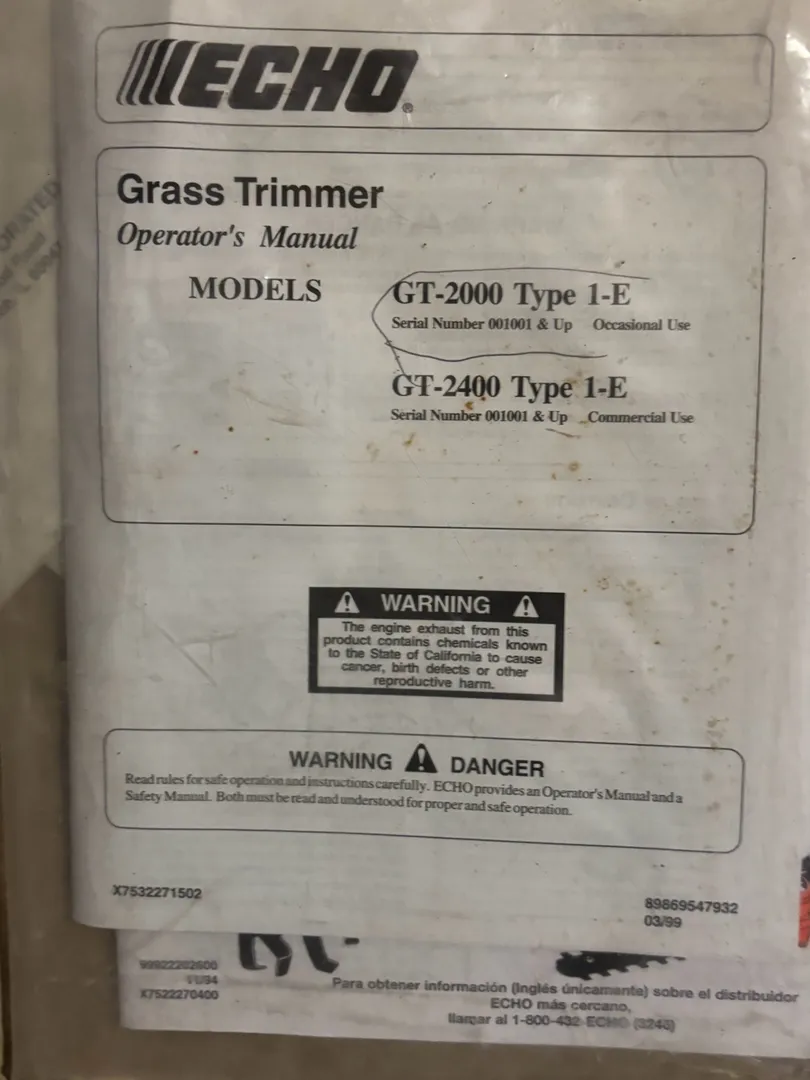 ECHO®
Grass Trimmer
Operator's Manual
MODELS
GT-2000 Type 1-E
Serial Number 001001 & Up Occasional Use
GT-2400 Type 1-E
Serial Number 001001 & Up Commercial Use
WARNING
The engine exhaust from this
product contains chemicals known
to the State of California to cause
cancer, birth defects or other
reproductive harm.
WARNING DANGER
Read rules for safe operation and instructions carefully. ECHO provides an Operator's Manual and a
Safety Manual. Both must be read and understood for proper and safe operation.
X7532271502
89869547932
03/99
99922202600
X7522270400
Para obtener información (Inglés únicamente) sobre el distribuidor
ECHO más cercano,
llamar al 1-800-432 ECHO (3246)
ORATED